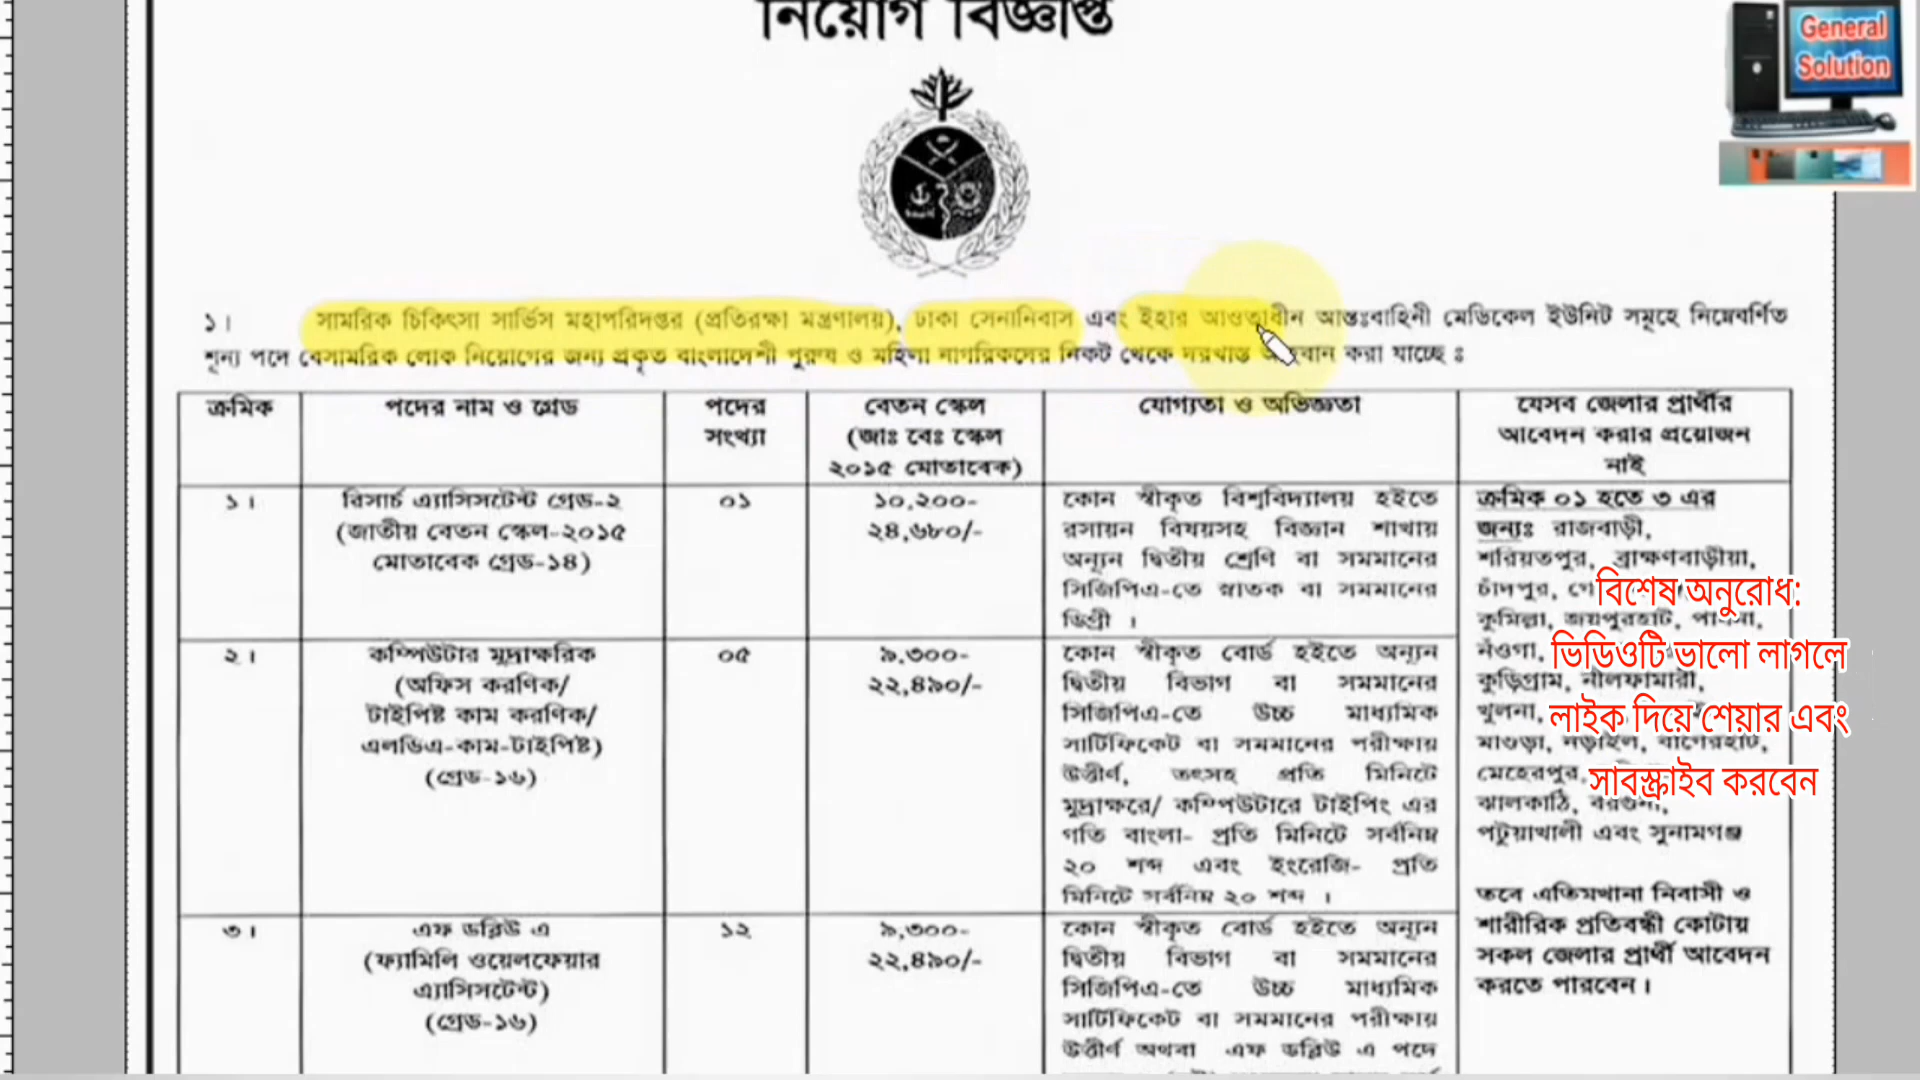 নিয়োগ বিজ্ঞপ্তি
General
Solution
১। সামরিক চিকিৎসা সার্ভিস মহাপরিদপ্তর (প্রতিরক্ষা মন্ত্রণালয়), ঢাকা সেনানিবাস এবং ইহার আওতাধীন আন্তঃবাহিনী মেডিকেল ইউনিট সমূহে নিম্নেবর্ণিত
শূন্য পদে বেসামরিক লোক নিয়োগের জন্য প্রকৃত বাংলাদেশী পুরুষ ও মহিলা নাগরিকদের নিকট থেকে দরখাস্ত আহবান করা যাচ্ছে ঃ
ক্রমিক
পদের নাম ও গ্রেড
পদের
সংখ্যা
বেতন স্কেল
(জাঃ বেঃ স্কেল
২০১৫ মোতাবেক)
যোগ্যতা ও অভিজ্ঞতা
যেসব জেলার প্রার্থীর
আবেদন করার প্রয়োজন
নাই
১।
রিসার্চ এ্যাসিসটেন্ট গ্রেড-২
(জাতীয় বেতন স্কেল-২০১৫
মোতাবেক গ্রেড-১৪)
০১
১০,২০০-
২৪,৬৮০/-
কোন স্বীকৃত বিশ্ববিদ্যালয় হইতে
রসায়ন বিষয়সহ বিজ্ঞান শাখায়
অন্যূন দ্বিতীয় শ্রেণি বা সমমানের
সিজিপিএ-তে স্নাতক বা সমমানের
ডিগ্রী ।
২।
কম্পিউটার মুদ্রাক্ষরিক
(অফিস করণিক/
টাইপিষ্ট কাম করণিক/
এলডিএ-কাম-টাইপিষ্ট)
(গ্রেড-১৬)
০৫
৯,৩০০-
২২,৪৯০/-
কোন স্বীকৃত বোর্ড হইতে অন্যূন
দ্বিতীয় বিভাগ বা সমমানের
সিজিপিএ-তে উচ্চ মাধ্যমিক
সার্টিফিকেট বা সমমানের পরীক্ষায়
উত্তীর্ণ, তৎসহ প্রতি মিনিটে
মুদ্রাক্ষরে/ কম্পিউটারে টাইপিং এর
গতি বাংলা- প্রতি মিনিটে সর্বনিম্ন
২০ শব্দ এবং ইংরেজি- প্রতি
মিনিটে সর্বনিম্ন ২০ শব্দ ।
৩।
এফ ডব্লিউ এ
(ফ্যামিলি ওয়েলফেয়ার
এ্যাসিসটেন্ট)
(গ্রেড-১৬)
১২
৯,৩০০-
২২,৪৯০/-
কোন স্বীকৃত বোর্ড হইতে অন্যূন
দ্বিতীয় বিভাগ বা সমমানের
সিজিপিএ-তে উচ্চ মাধ্যমিক
সার্টিফিকেট বা সমমানের পরীক্ষায়
উত্তীর্ণ অথবা এফ ডব্লিউ এ পদে
ক্রমিক ০১ হতে ৩ এর
জন্যঃ রাজবাড়ী,
শরিয়তপুর, ব্রাক্ষণবাড়ীয়া,
চাঁদপুর,
কুমিল্লা, জয়পুরহাট,
নঁওগা,
কুড়িগ্রাম, নীলফামারী,
খুলনা,
মাগুড়া, নড়াইল, বাগেরহাট,
মেহেরপুর,
ঝালকাঠি, বরগুনা,
পটুয়াখালী এবং সুনামগঞ্জ
তবে এতিমখানা নিবাসী ও
শারীরিক প্রতিবন্ধী কোটায়
সকল জেলার প্রার্থী আবেদন
করতে পারবেন।
বিশেষ অনুরোধ:
ভিডিওটি ভালো লাগলে
লাইক দিয়ে শেয়ার এবং
সাবস্ক্রাইব করবেন